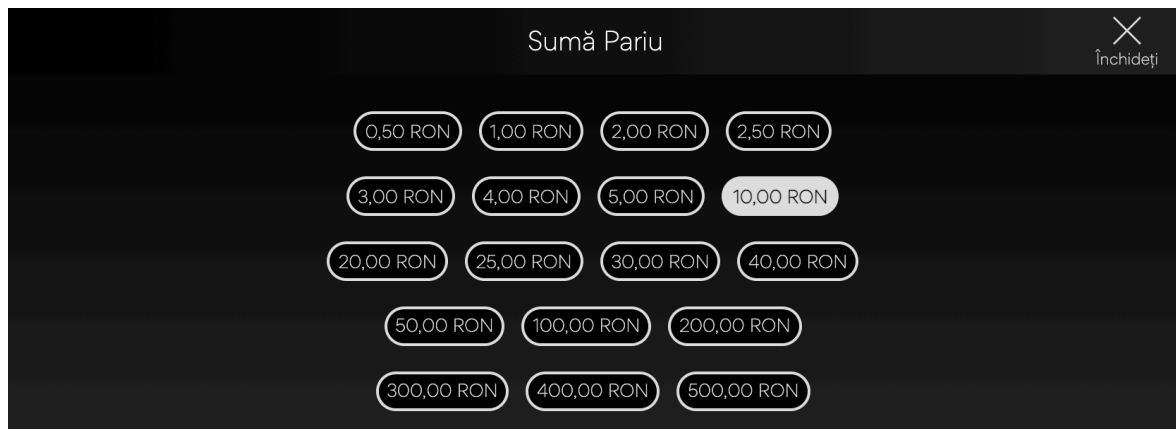 Sumă Pariu
Închideți
0,50 RON 1,00 RON 2,00 RON 2,50 RON
3,00 RON 4,00 RON 5,00 RON 10,00 RON
20,00 RON 25,00 RON 30,00 RON 40,00 RON
50,00 RON 100,00 RON 200,00 RON
300,00 RON 400,00 RON 500,00 RON